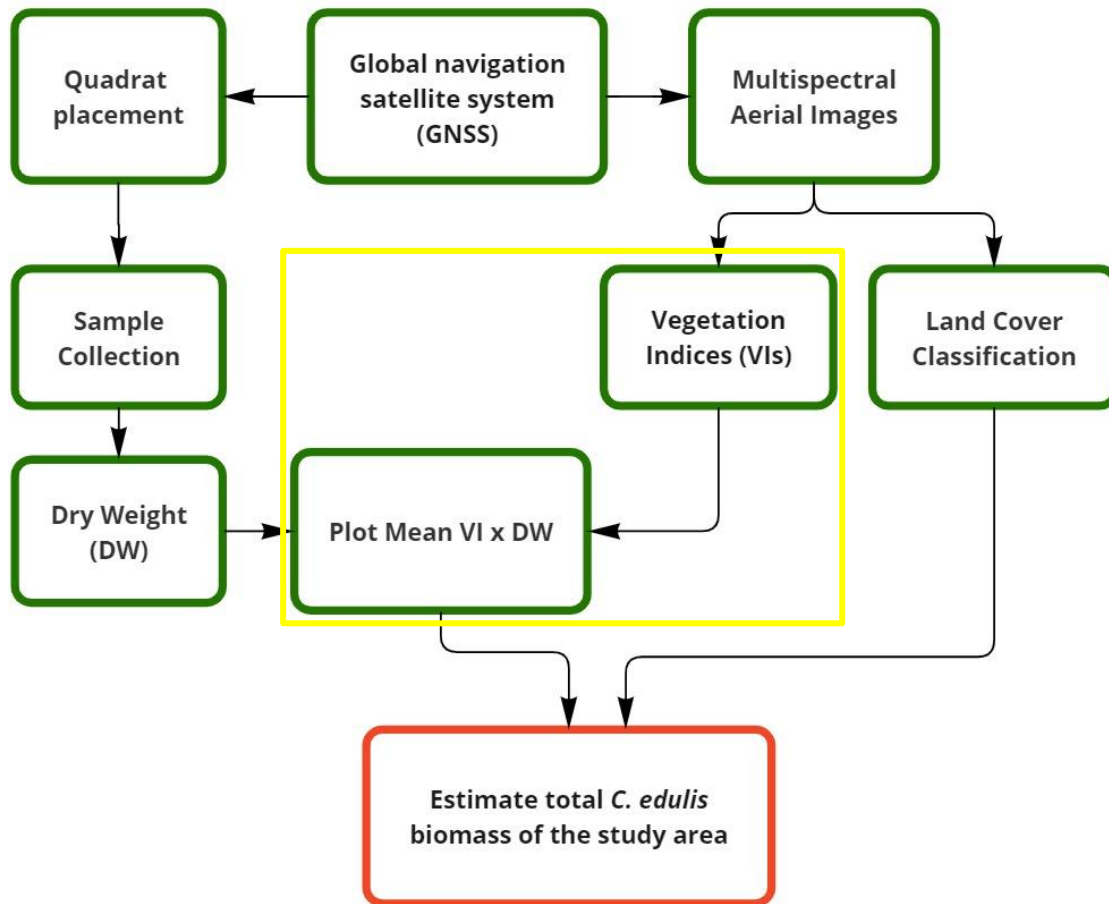 Quadrat
placement
Global navigation
satellite system
(GNSS)
Multispectral
Aerial Images
Sample
Collection
Vegetation
Indices (VIs)
Land Cover
Classification
Dry Weight
(DW)
Plot Mean VI x DW
Estimate total C. edulis
biomass of the study area